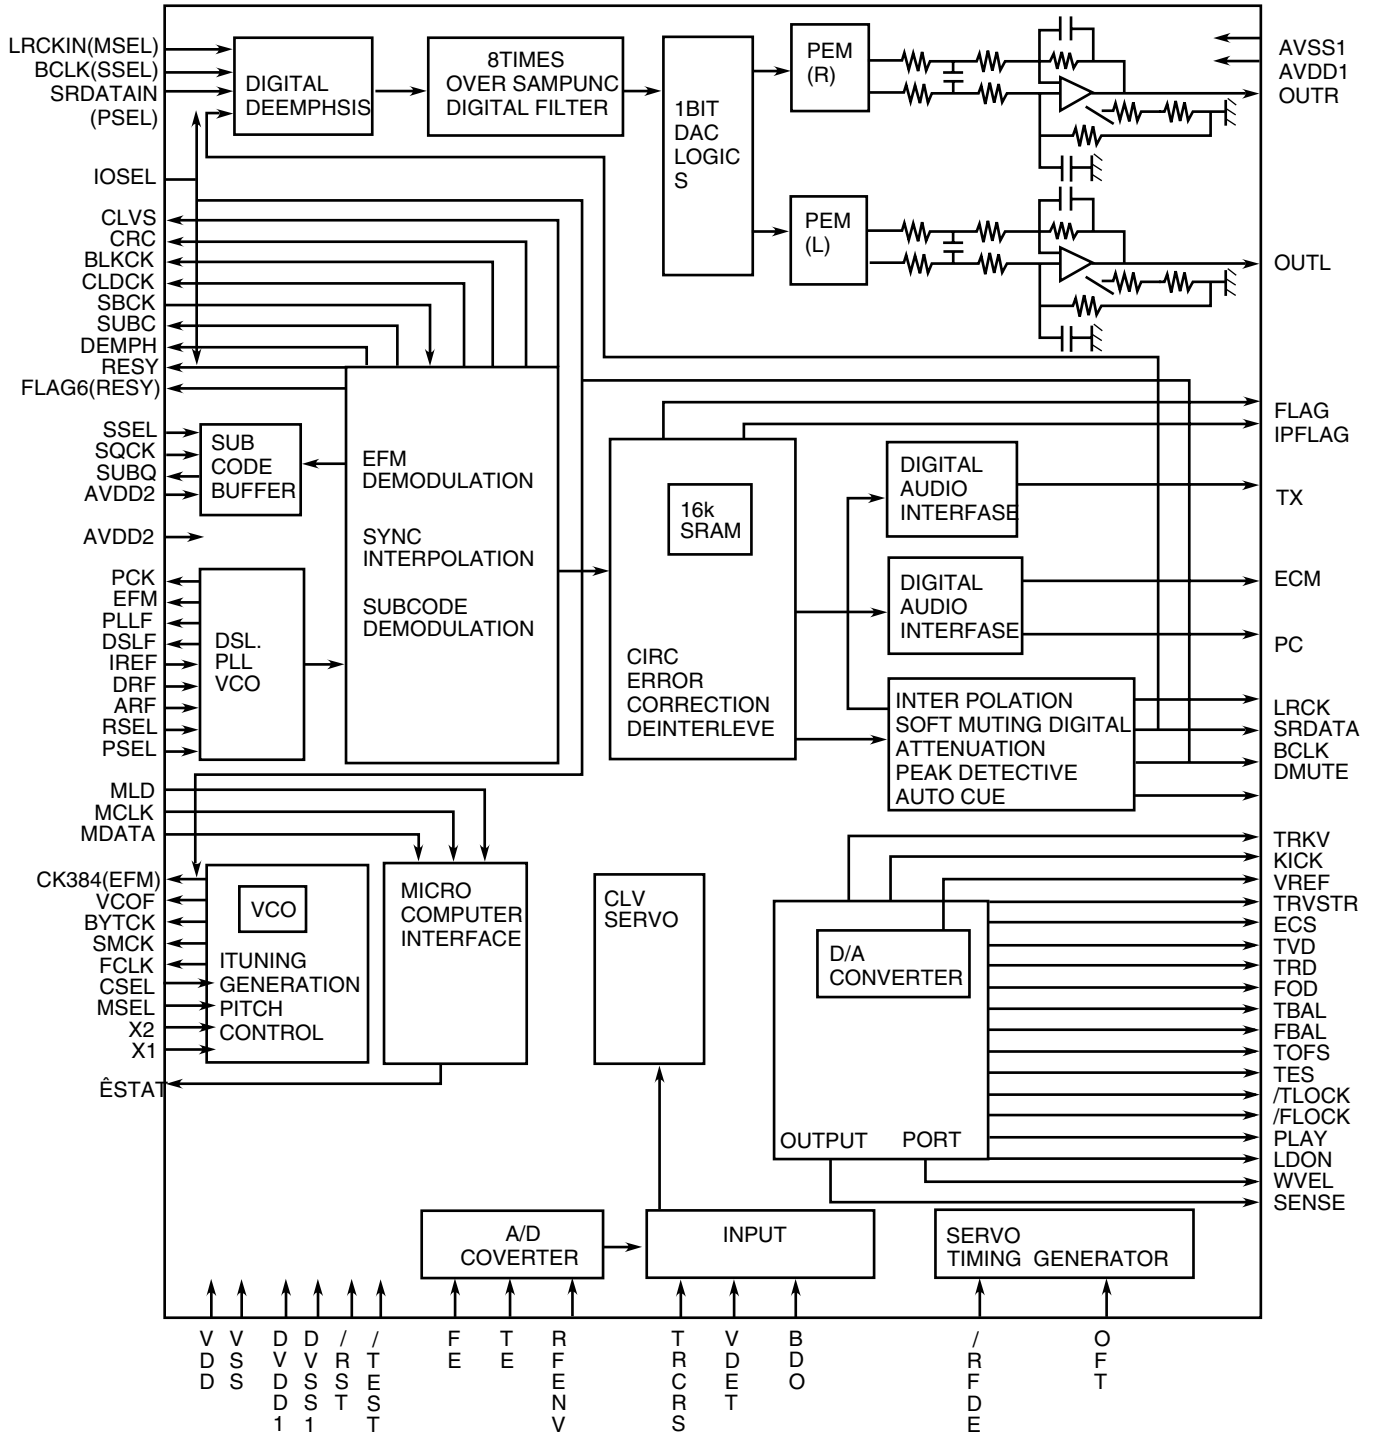 LRCKIN(MSEL)
BCLK(SSEL)
SRDATAIN
(PSEL)
IOSEL
CLVS
CRC
BLKCK
CLDCK
SBCK
SUBC
DEMPH
RESY
FLAG6(RESY)
SSEL
SQCK
SUBQ
AVDD2
AVDD2
PCK
EFM
PLLF
DSLF
IREF
DRF
ARF
RSEL
PSEL
MLD
MCLK
MDATA
CK384(EFM)
VCOF
BYTCK
SMCK
FCLK
CSEL
MSEL
X2
X1
ÊSTAT
DIGITAL
DEEMPHSIS
8TIMES
OVER SAMPUNC
DIGITAL FILTER
1BIT
DAC
LOGIC
S
PEM
(R)
PEM
(L)
SUB
CODE
BUFFER
DSL.
PLL
VCO
EFM
DEMODULATION
SYNC
INTERPOLATION
SUBCODE
DEMODULATION
16k
SRAM
CIRC
ERROR
CORRECTION
DEINTERLEVE
DIGITAL
AUDIO
INTERFASE
DIGITAL
AUDIO
INTERFASE
INTER POLATION
SOFT MUTING DIGITAL
ATTENUATION
PEAK DETECTIVE
AUTO CUE
VCO
ITUNING
GENERATION
PITCH
CONTROL
MICRO
COMPUTER
INTERFACE
CLV
SERVO
D/A
CONVERTER
OUTPUT PORT
A/D
COVERTER
INPUT
SERVO
TIMING GENERATOR
AVSS1
AVDD1
OUTR
OUTL
FLAG
IPFLAG
TX
ECM
PC
LRCK
SRDATA
BCLK
DMUTE
TRKV
KICK
VREF
TRVSTR
ECS
TVD
TRD
FOD
TBAL
FBAL
TOFS
TES
/TLOCK
/FLOCK
PLAY
LDON
WVEL
SENSE
VDD
VSS
DVDD1
DVSS1
/RST
/TEST
FE
TE
RFENV
TRCRS
VDET
BDO
/RFDE
OFT